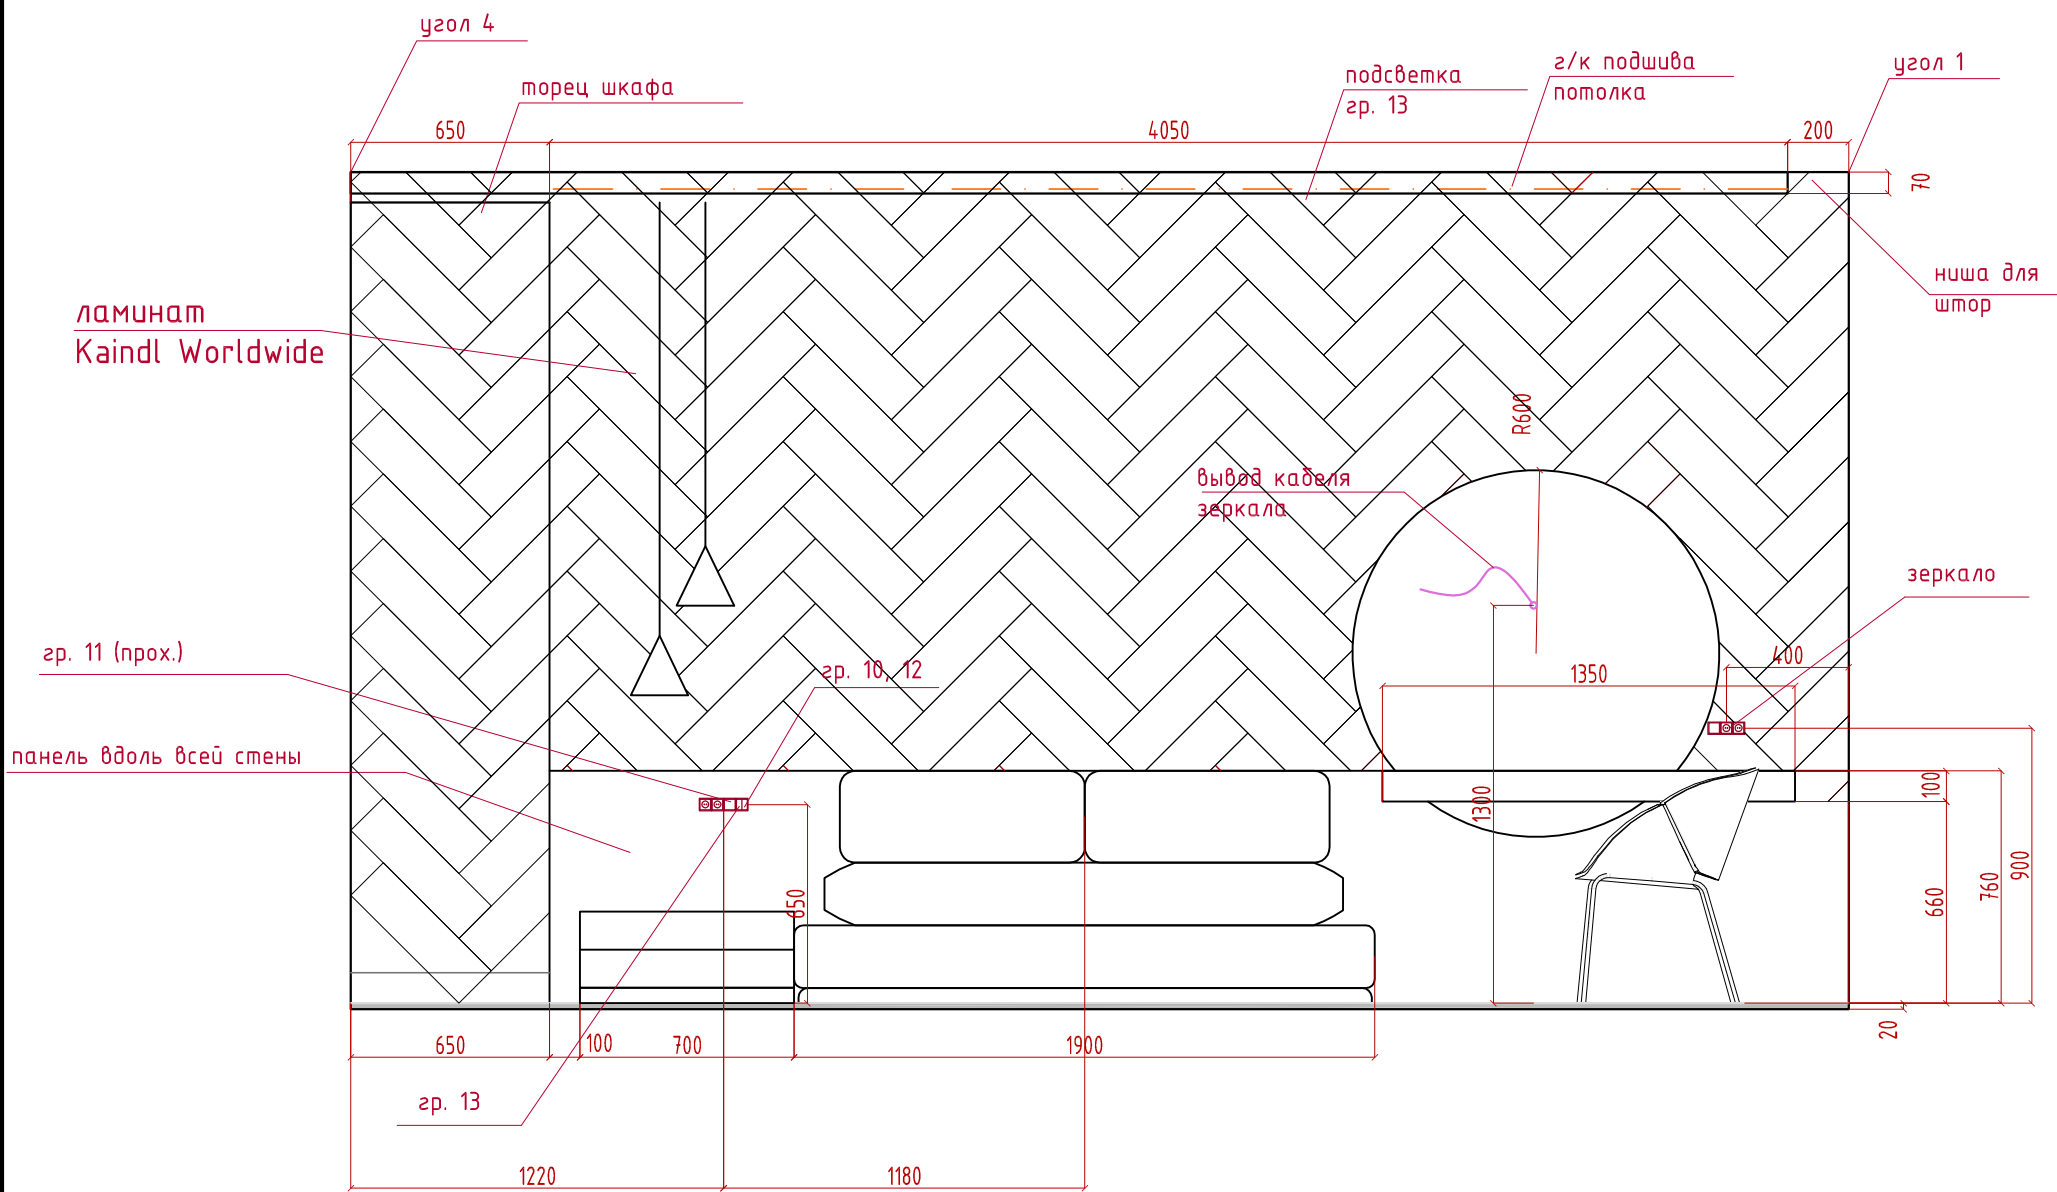 угол 4
торец шкафа
подсветка
гр. 13
г/к подшива
потолка
угол 1
650
4050
200
70
ниша для
штор
ламинат
Kaindl Worldwide
R600
вывод кабеля
зеркала
зеркало
гр. 11 (прох.)
гр. 10, 12
400
1350
панель вдоль всей стены
1300
100
650
660
760
900
20
650
100
700
1900
гр. 13
1220
1180